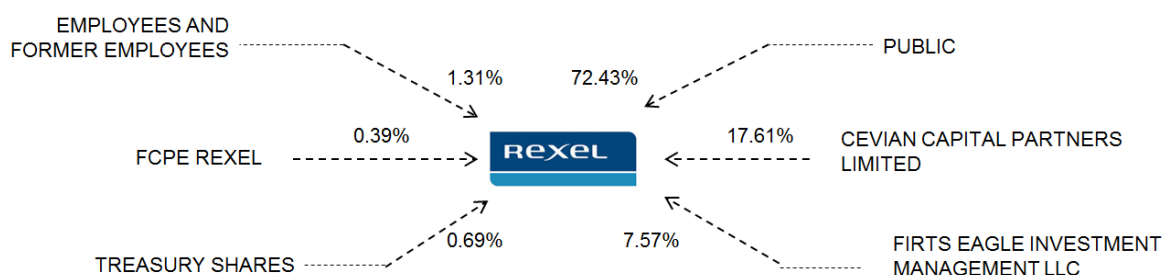 EMPLOYEES AND
FORMER EMPLOYEES
PUBLIC
1.31%
72.43%
0.39%
17.61%
FCPE REXEL
REXEL
CEVIAN CAPITAL PARTNERS
LIMITED
0.69%
7.57%
TREASURY SHARES
FIRTS EAGLE INVESTMENT
MANAGEMENT LLC